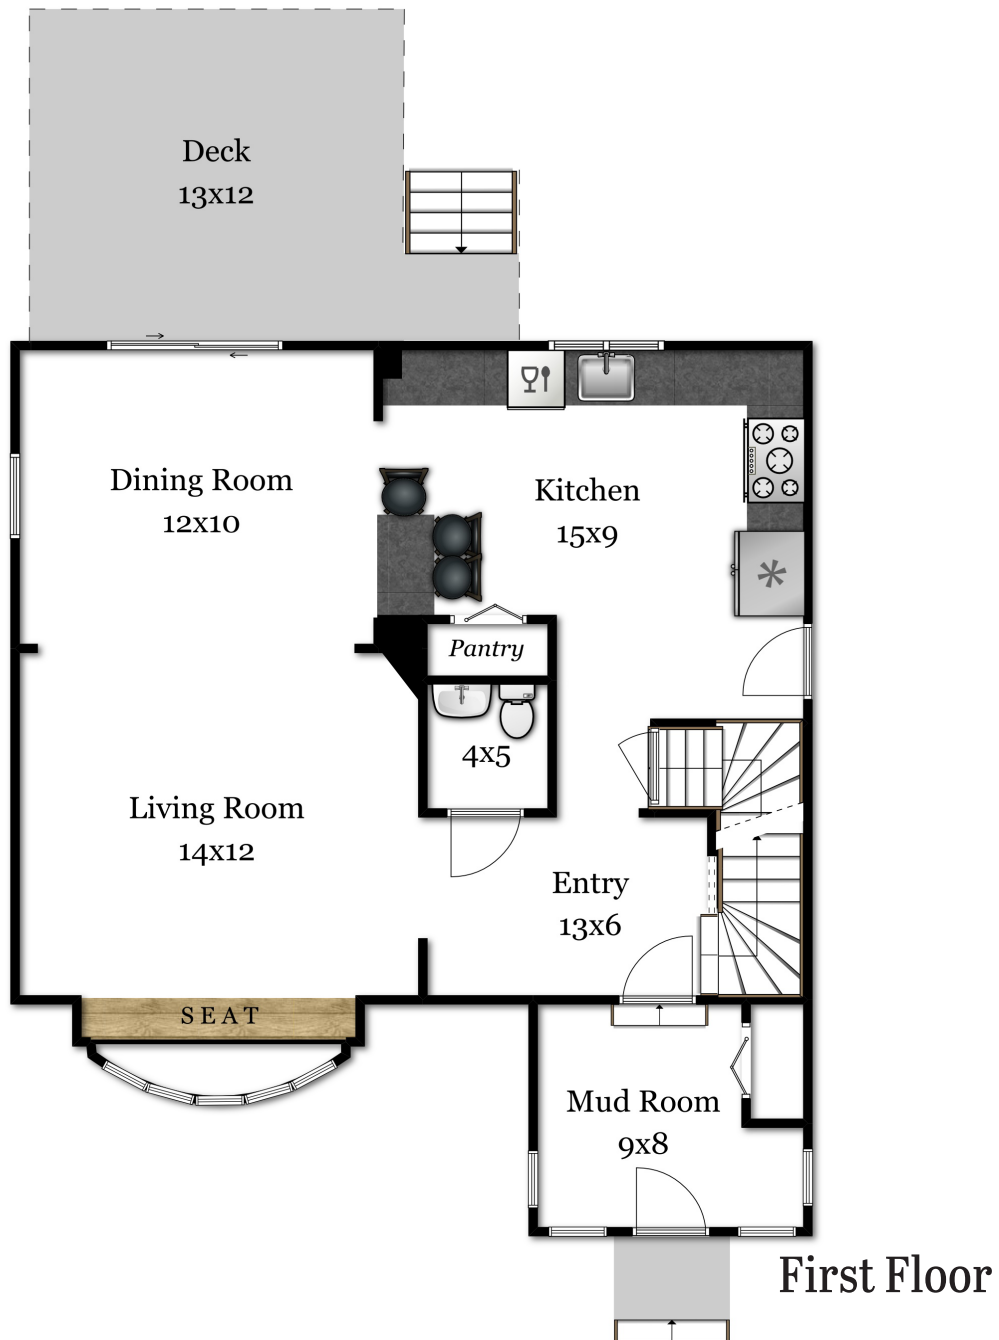 Deck
13x12
Dining Room
12x10
Kitchen
15x9
Pantry
4x5
Living Room
14x12
Entry
13x6
SEAT
Mud Room
9x8
First Floor